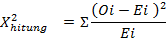 X²hitung = Σ (Oi – Ei )² / Ei